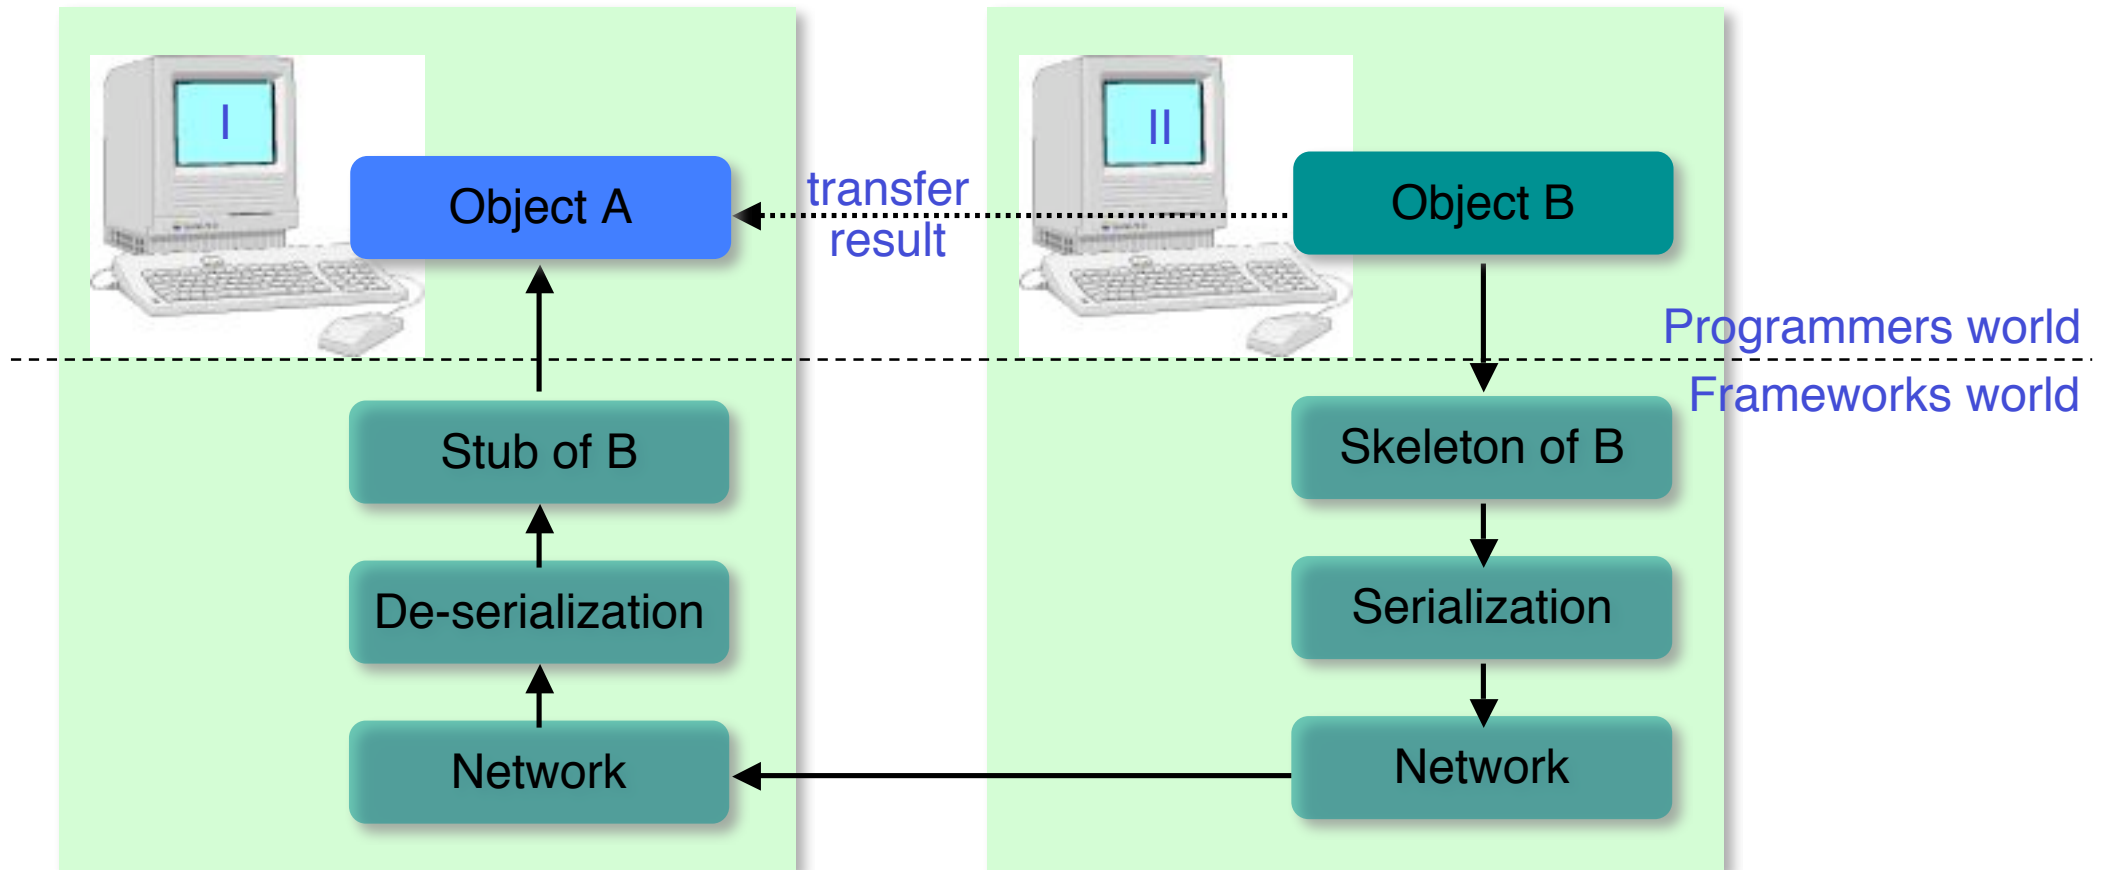 I
II
Object A
transfer
result
Object B
Programmers world
Frameworks world
Stub of B
Skeleton of B
De-serialization
Serialization
Network
Network